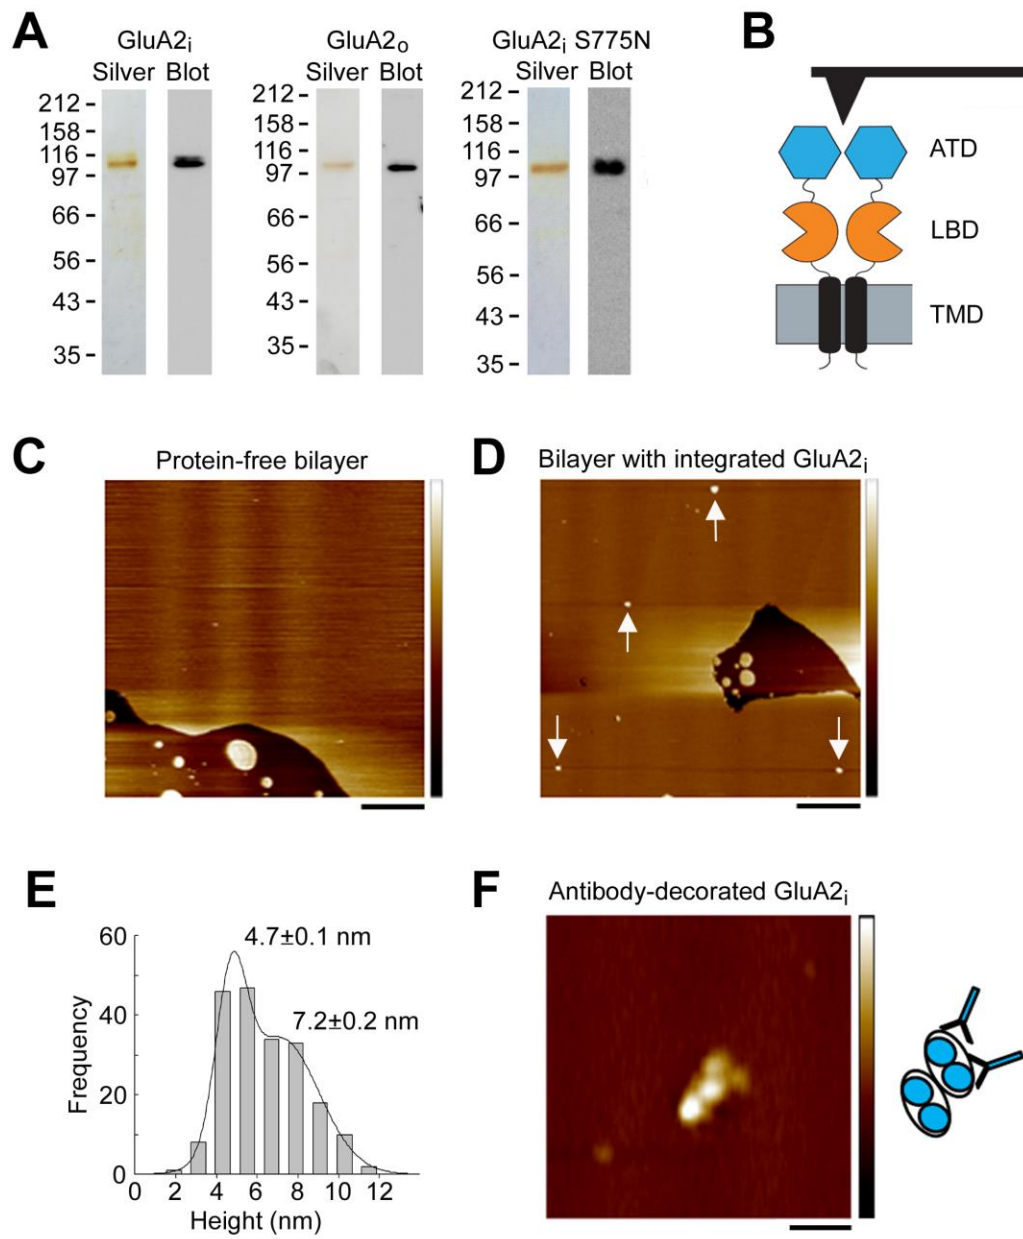 A
GluA2i
Silver Blot
212
158
116
97
66
56
43
35
GluA2o
Silver Blot
212
158
116
97
66
56
43
35
GluA2i S775N
Silver Blot
212
158
116
97
66
56
43
35
B
ATD
LBD
TMD
C
Protein-free bilayer
D
Bilayer with integrated GluA2i
E
60
40
20
0
Frequency
4.7±0.1 nm
7.2±0.2 nm
0 2 4 6 8 10 12
Height (nm)
F
Antibody-decorated GluA2i